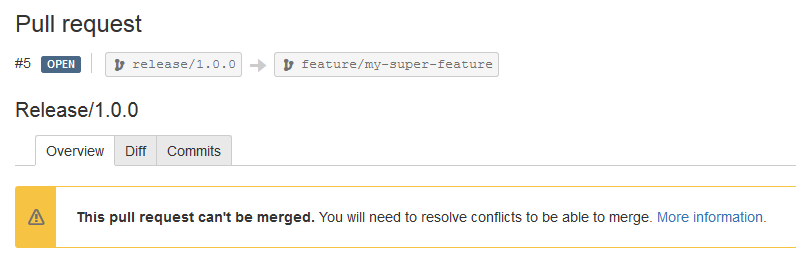 Pull request
#5 OPEN release/1.0.0 feature/my-super-feature
Release/1.0.0
Overview Diff Commits
This pull request can't be merged. You will need to resolve conflicts to be able to merge. More information.